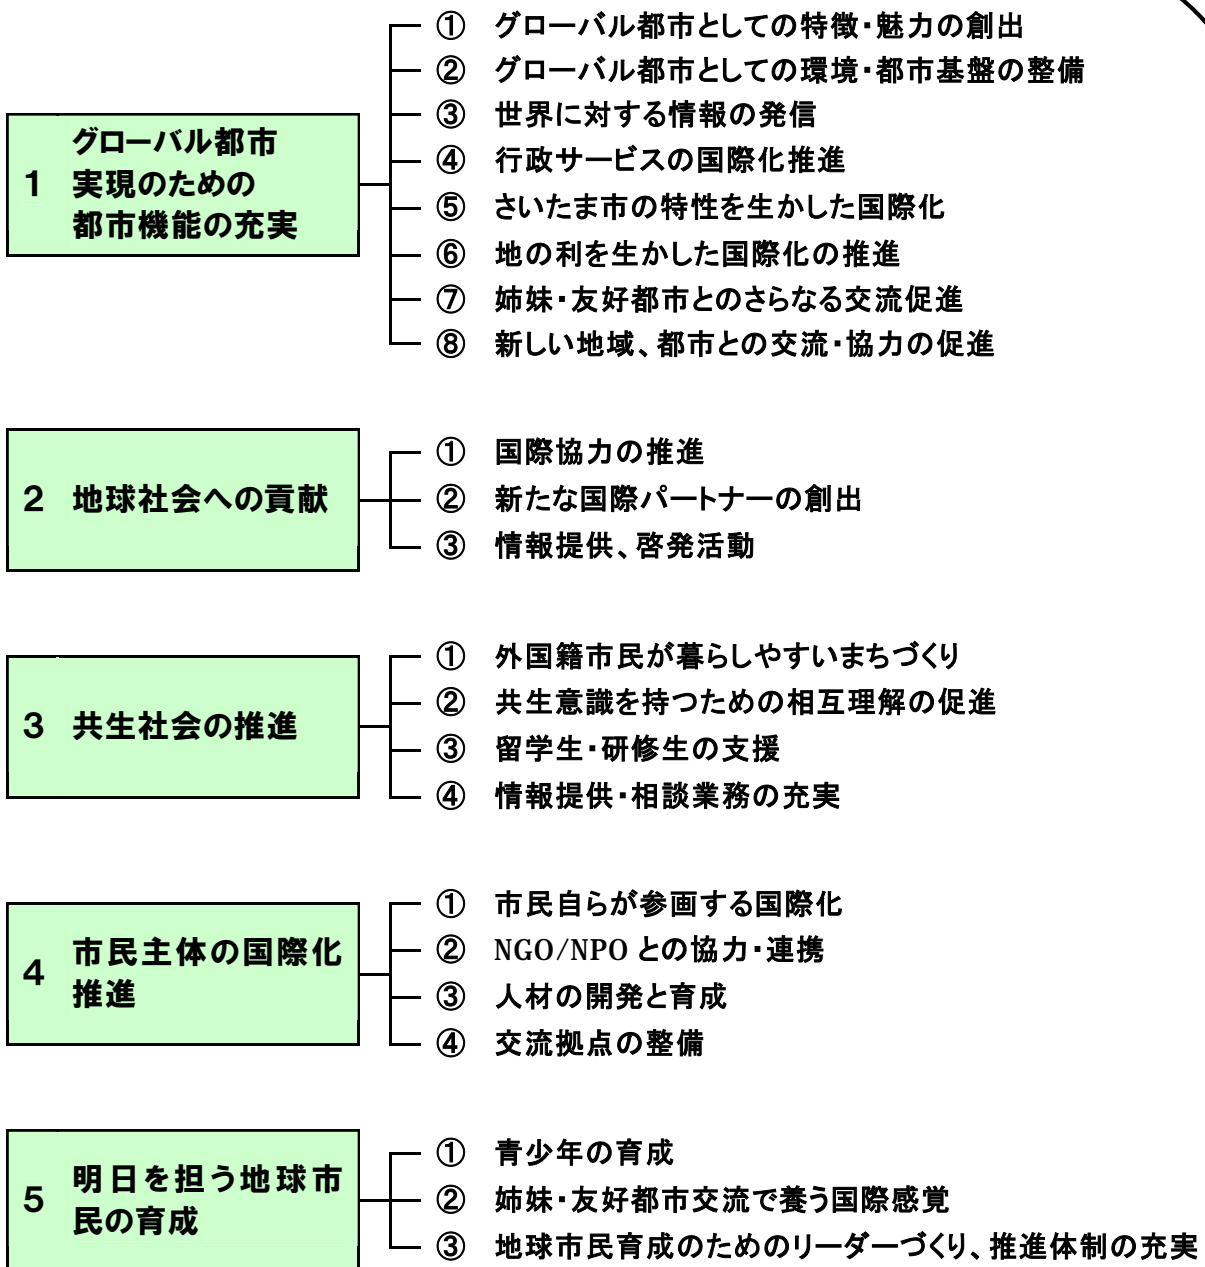 1 グローバル都市
実現のための
都市機能の充実
① グローバル都市としての特徴・魅力の創出
② グローバル都市としての環境・都市基盤の整備
③ 世界に対する情報の発信
④ 行政サービスの国際化推進
⑤ さいたま市の特性を生かした国際化
⑥ 地の利を生かした国際化の推進
⑦ 姉妹・友好都市とのさらなる交流促進
⑧ 新しい地域、都市との交流・協力の促進
2 地球社会への貢献
① 国際協力の推進
② 新たな国際パートナーの創出
③ 情報提供、啓発活動
3 共生社会の推進
① 外国籍市民が暮らしやすいまちづくり
② 共生意識を持つための相互理解の促進
③ 留学生・研修生の支援
④ 情報提供・相談業務の充実
4 市民主体の国際化
推進
① 市民自らが参画する国際化
② NGO/NPO との協力・連携
③ 人材の開発と育成
④ 交流拠点の整備
5 明日を担う地球市
民の育成
① 青少年の育成
② 姉妹・友好都市交流で養う国際感覚
③ 地球市民育成のためのリーダーづくり、推進体制の充実